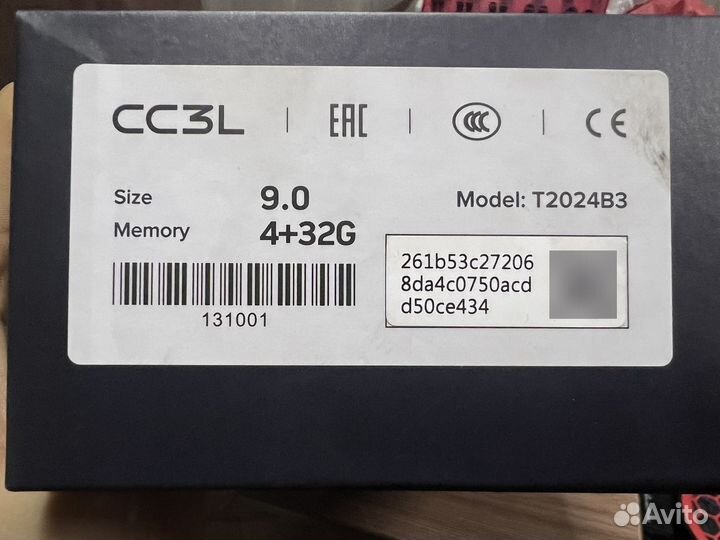 CC3L | EAC | CCC | CE
Size 9.0 Model: T2024B3
Memory 4+32G
261b53c27206
8da4c0750acd
d50ce434
131001
Avito